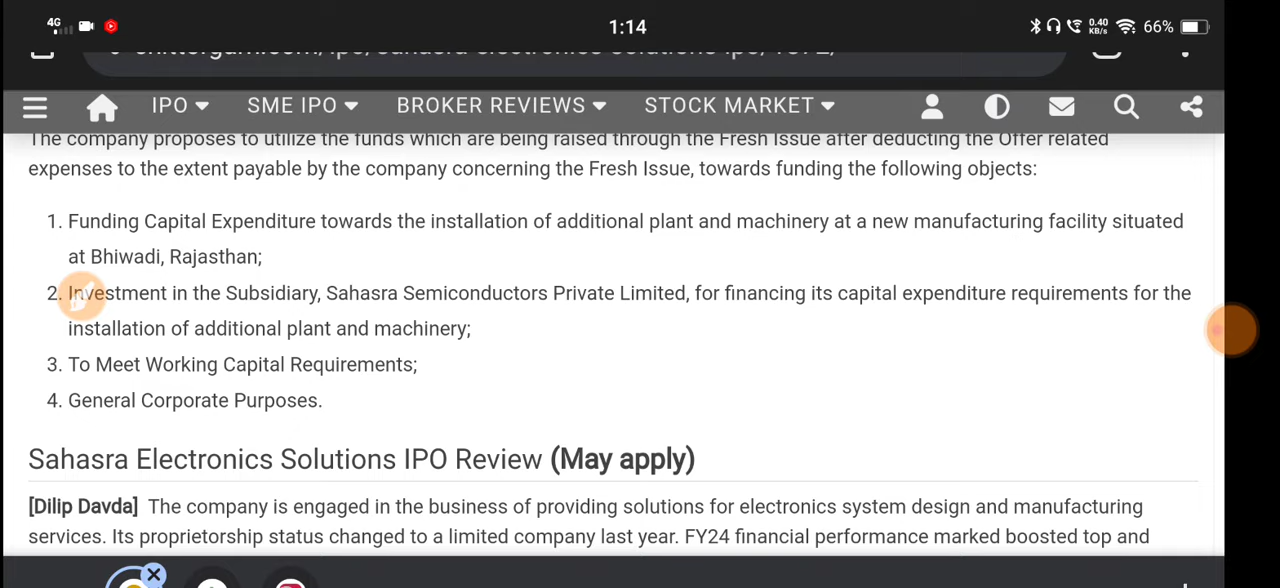 4G 1:14 0.40 KB/s 66%
IPO SME IPO BROKER REVIEWS STOCK MARKET
The company proposes to utilize the funds which are being raised through the Fresh Issue after deducting the Offer related
expenses to the extent payable by the company concerning the Fresh Issue, towards funding the following objects:
1. Funding Capital Expenditure towards the installation of additional plant and machinery at a new manufacturing facility situated
at Bhiwadi, Rajasthan;
2. Investment in the Subsidiary, Sahasra Semiconductors Private Limited, for financing its capital expenditure requirements for the
installation of additional plant and machinery;
3. To Meet Working Capital Requirements;
4. General Corporate Purposes.
Sahasra Electronics Solutions IPO Review (May apply)
[Dilip Davda] The company is engaged in the business of providing solutions for electronics system design and manufacturing
services. Its proprietorship status changed to a limited company last year. FY24 financial performance marked boosted top and